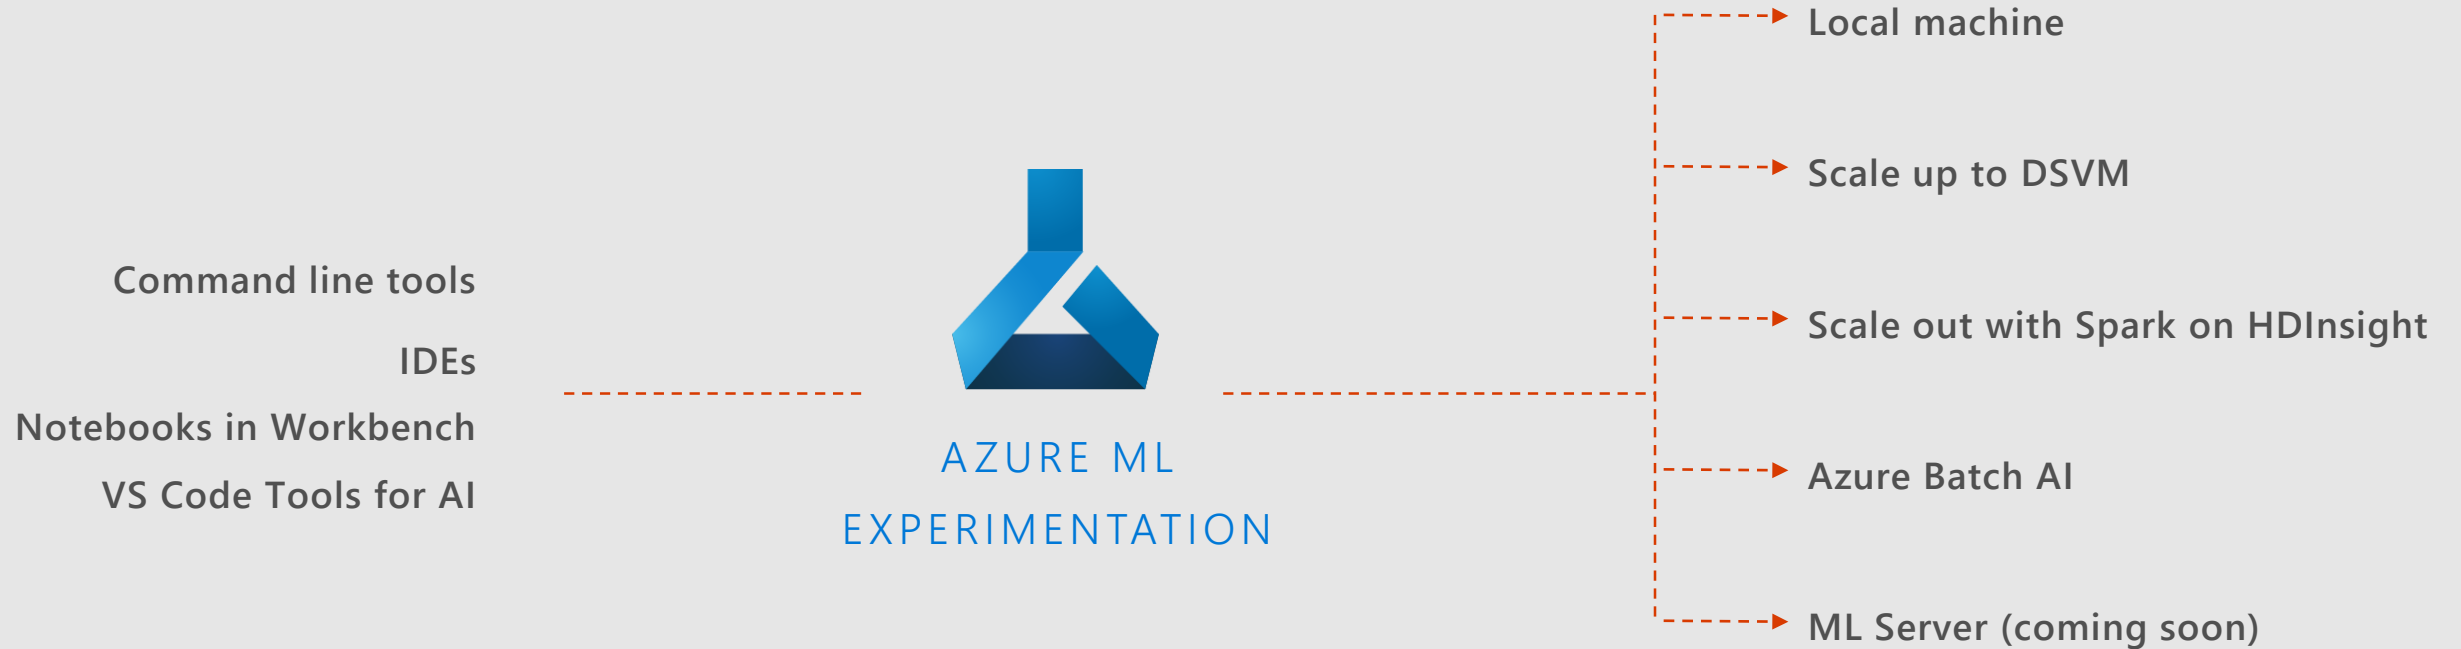 Command line tools
IDEs
Notebooks in Workbench
VS Code Tools for AI
AZURE ML
EXPERIMENTATION
Local machine
Scale up to DSVM
Scale out with Spark on HDInsight
Azure Batch AI
ML Server (coming soon)